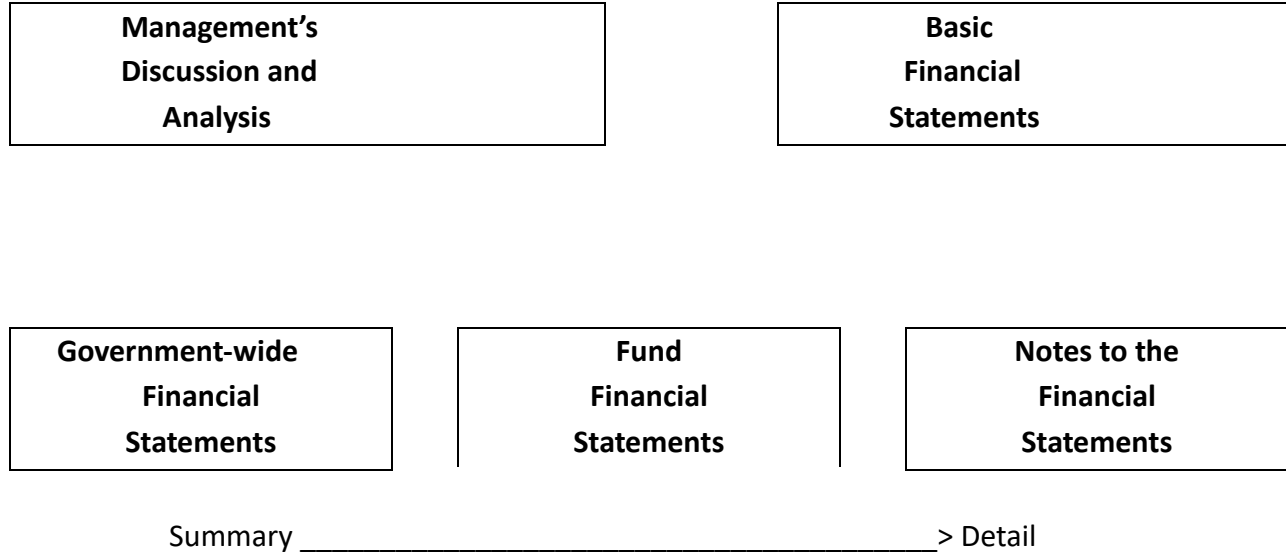 Management’s
Discussion and
Analysis
Basic
Financial
Statements
Government-wide
Financial
Statements
Fund
Financial
Statements
Notes to the
Financial
Statements
Summary __________________________________________> Detail